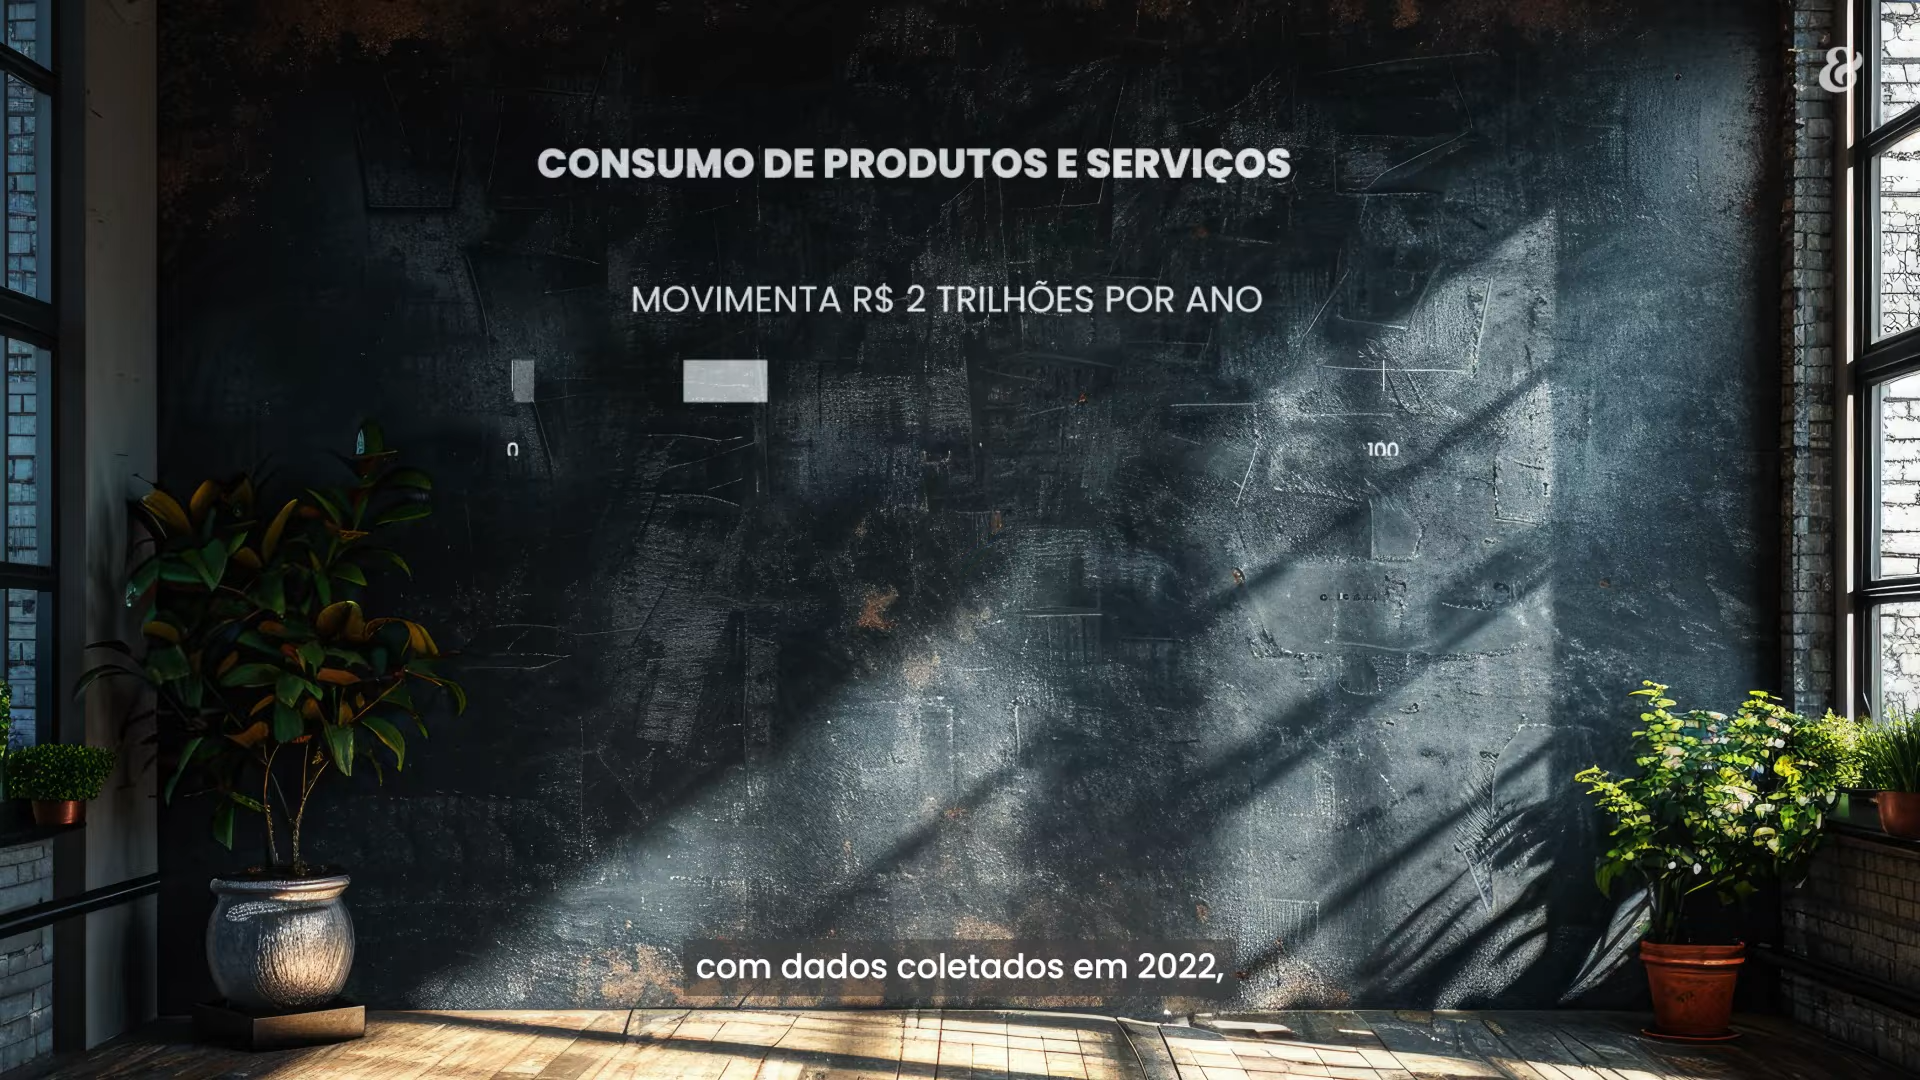 &
CONSUMO DE PRODUTOS E SERVIÇOS
MOVIMENTA R$ 2 TRILHÕES POR ANO
0
100
com dados coletados em 2022,